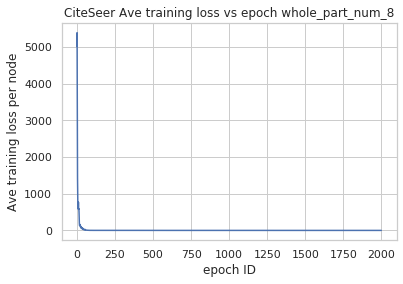 CiteSeer Ave training loss vs epoch whole_part_num_8
Ave training loss per node
5000
4000
3000
2000
1000
0
0 250 500 750 1000 1250 1500 1750 2000
epoch ID